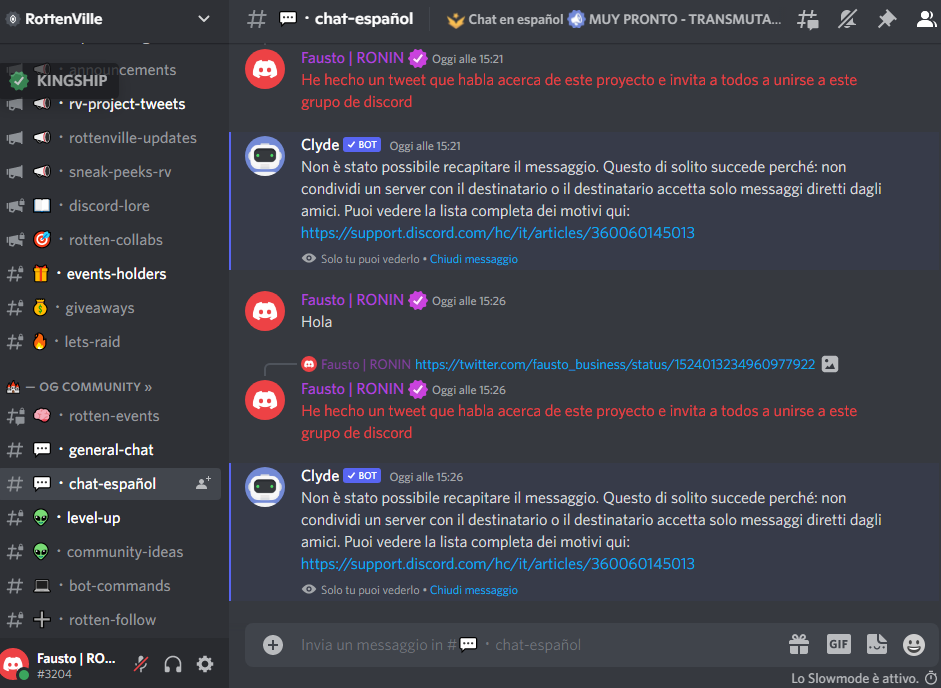 RottenVille
announcements
KINGSHIP
· rv-project-tweets
· rottenville-updates
· sneak-peeks-rv
· discord-lore
· rotten-collabs
· events-holders
· giveaways
· lets-raid
— OG COMMUNITY »
· rotten-events
· general-chat
· chat-español
· level-up
· community-ideas
· bot-commands
· rotten-follow
Fausto | RO...
#3204
· chat-español
Chat en español MUY PRONTO - TRANSMUTA...
Fausto | RONIN Oggi alle 15:21
He hecho un tweet que habla acerca de este proyecto e invita a todos a unirse a este
grupo de discord
Clyde BOT Oggi alle 15:21
Non è stato possibile recapitare il messaggio. Questo di solito succede perché: non
condividi un server con il destinatario o il destinatario accetta solo messaggi diretti dagli
amici. Puoi vedere la lista completa dei motivi qui:
https://support.discord.com/hc/it/articles/360060145013
Solo tu puoi vederlo • Chiudi messaggio
Fausto | RONIN Oggi alle 15:26
Hola
Fausto | RONIN https://twitter.com/fausto_business/status/1524013234960977922
Fausto | RONIN Oggi alle 15:26
He hecho un tweet que habla acerca de este proyecto e invita a todos a unirse a este
grupo de discord
Clyde BOT Oggi alle 15:26
Non è stato possibile recapitare il messaggio. Questo di solito succede perché: non
condividi un server con il destinatario o il destinatario accetta solo messaggi diretti dagli
amici. Puoi vedere la lista completa dei motivi qui:
https://support.discord.com/hc/it/articles/360060145013
Solo tu puoi vederlo • Chiudi messaggio
Invia un messaggio in # · chat-español
GIF
Lo Slowmode è attivo.